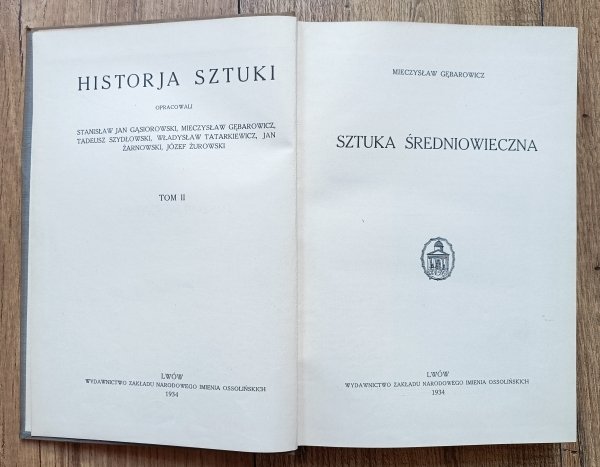 HISTORJA SZTUKI
OPRACOWALI
STANISŁAW JAN GĄSIOROWSKI, MIECZYSŁAW GĘBAROWICZ,
TADEUSZ SZYDŁOWSKI, WŁADYSŁAW TATARKIEWICZ, JAN
ŻARNOWSKI, JÓZEF ŻUROWSKI
TOM II
LWÓW
WYDAWNICTWO ZAKŁADU NARODOWEGO IMIENIA OSSOLIŃSKICH
1934
MIECZYSŁAW GĘBAROWICZ
SZTUKA ŚREDNIOWIECZNA
LWÓW
WYDAWNICTWO ZAKŁADU NARODOWEGO IMIENIA OSSOLIŃSKICH
1934